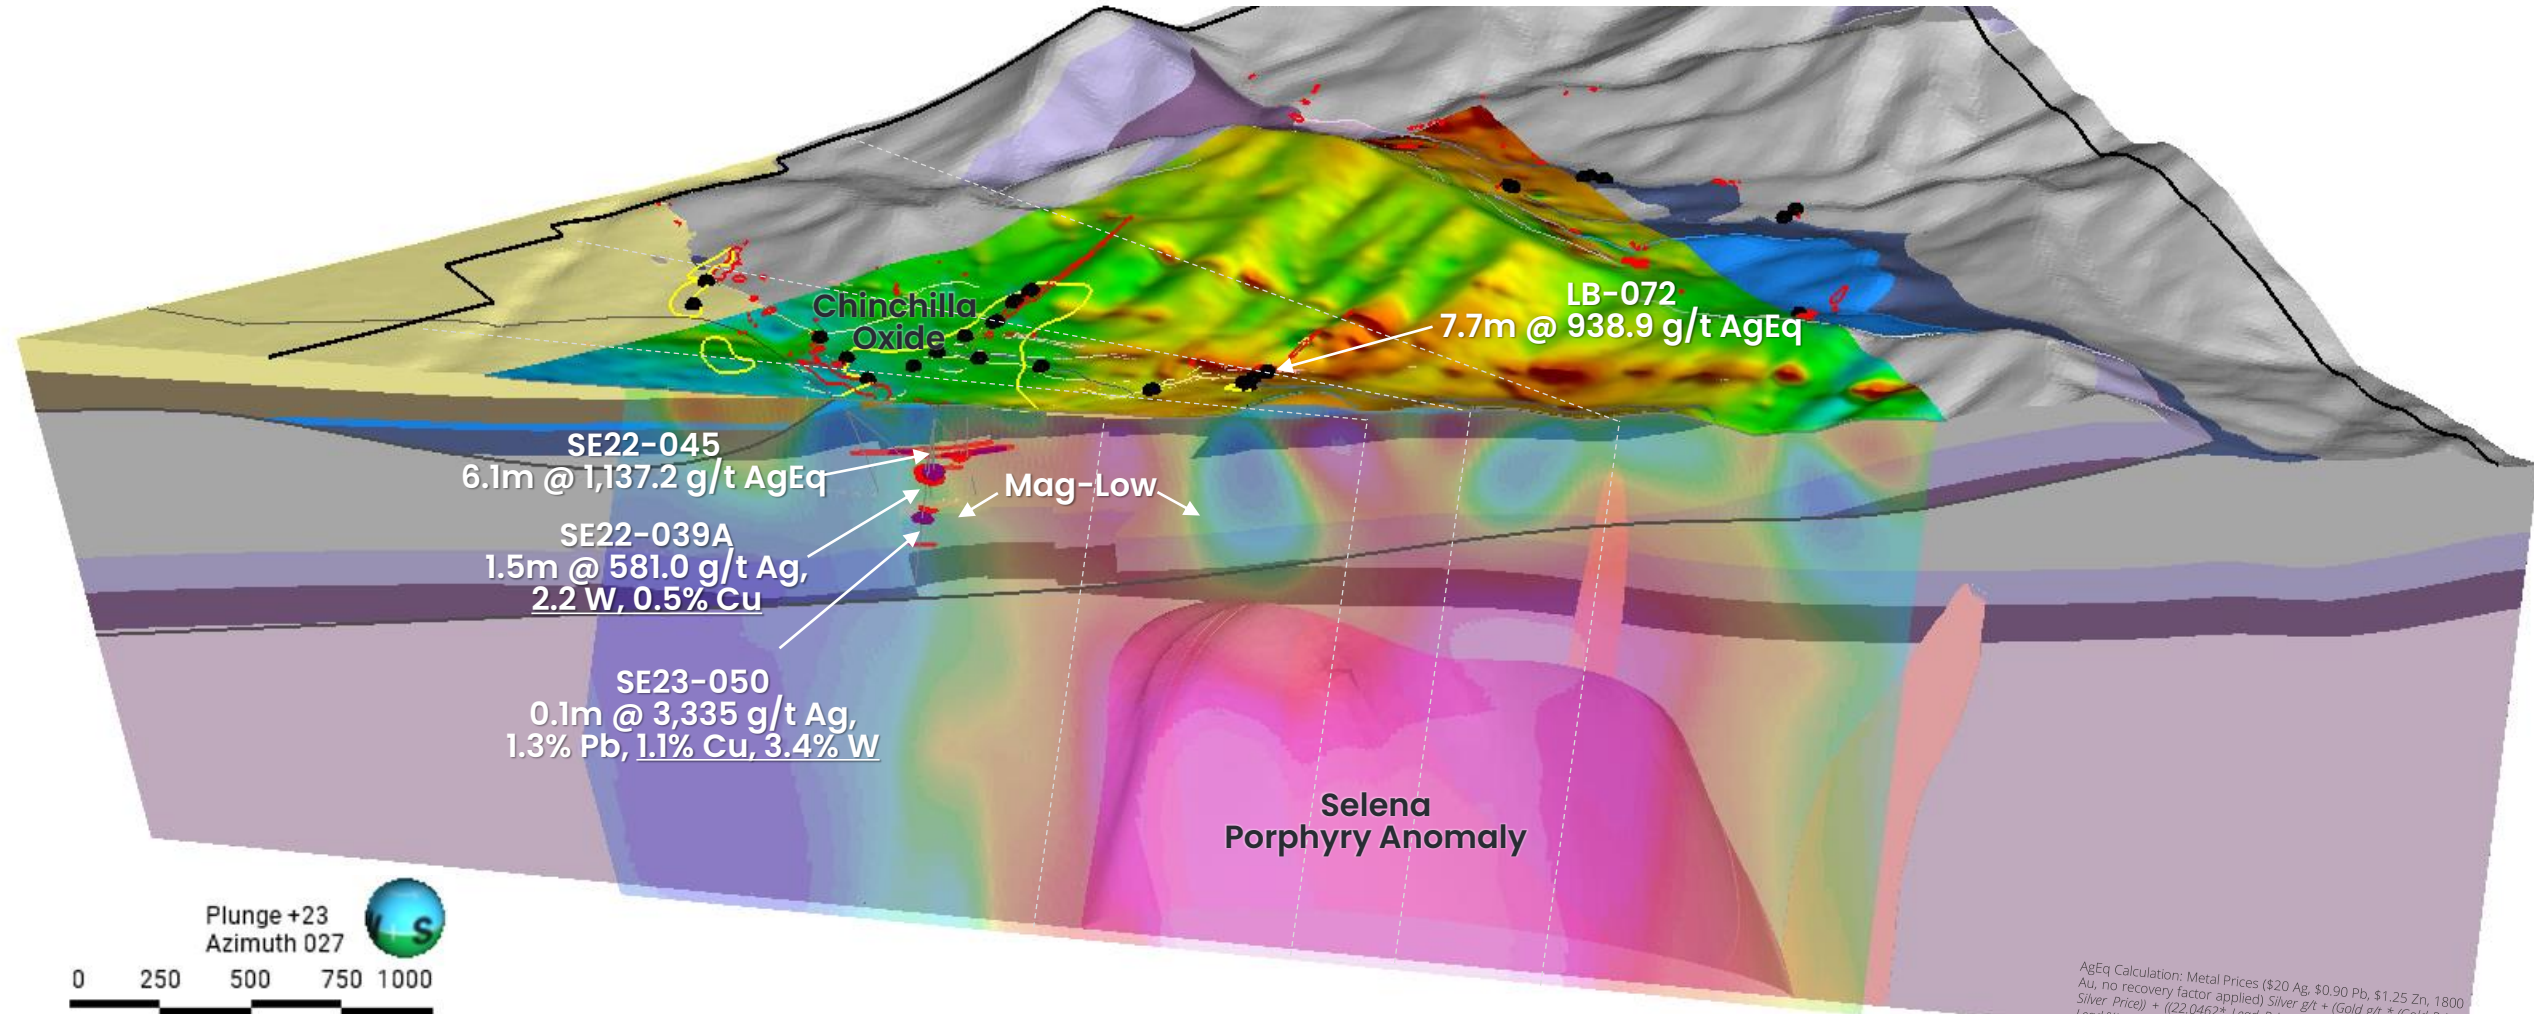 Chinchilla
Oxide
LB-072
7.7m @ 938.9 g/t AgEq
SE22-045
6.1m @ 1,137.2 g/t AgEq
Mag-Low
SE22-039A
1.5m @ 581.0 g/t Ag,
2.2 W, 0.5% Cu
SE23-050
0.1m @ 3,335 g/t Ag,
1.3% Pb, 1.1% Cu, 3.4% W
Selena
Porphyry Anomaly
Plunge +23
Azimuth 027
S
0 250 500 750 1000
AgEq Calculation: Metal Prices ($20 Ag, $0.90 Pb, $1.25 Zn, 1800
Au, no recovery factor applied) Silver g/t + (Gold g/t * (Gold
Silver Price)) + ((22.0462*